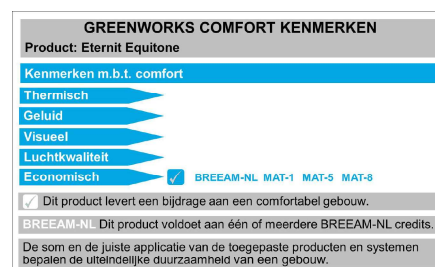 GREENWORKS COMFORT KENMERKEN
Product: Eternit Equitone
Kenmerken m.b.t. comfort
Thermisch
Geluid
Visueel
Luchtkwaliteit
Economisch BREEAM-NL MAT-1 MAT-5 MAT-8
Dit product levert een bijdrage aan een comfortabel gebouw.
BREEAM-NL Dit product voldoet aan één of meerdere BREEAM-NL credits.
De som en de juiste applicatie van de toegepaste producten en systemen
bepalen de uiteindelijke duurzaamheid van een gebouw.